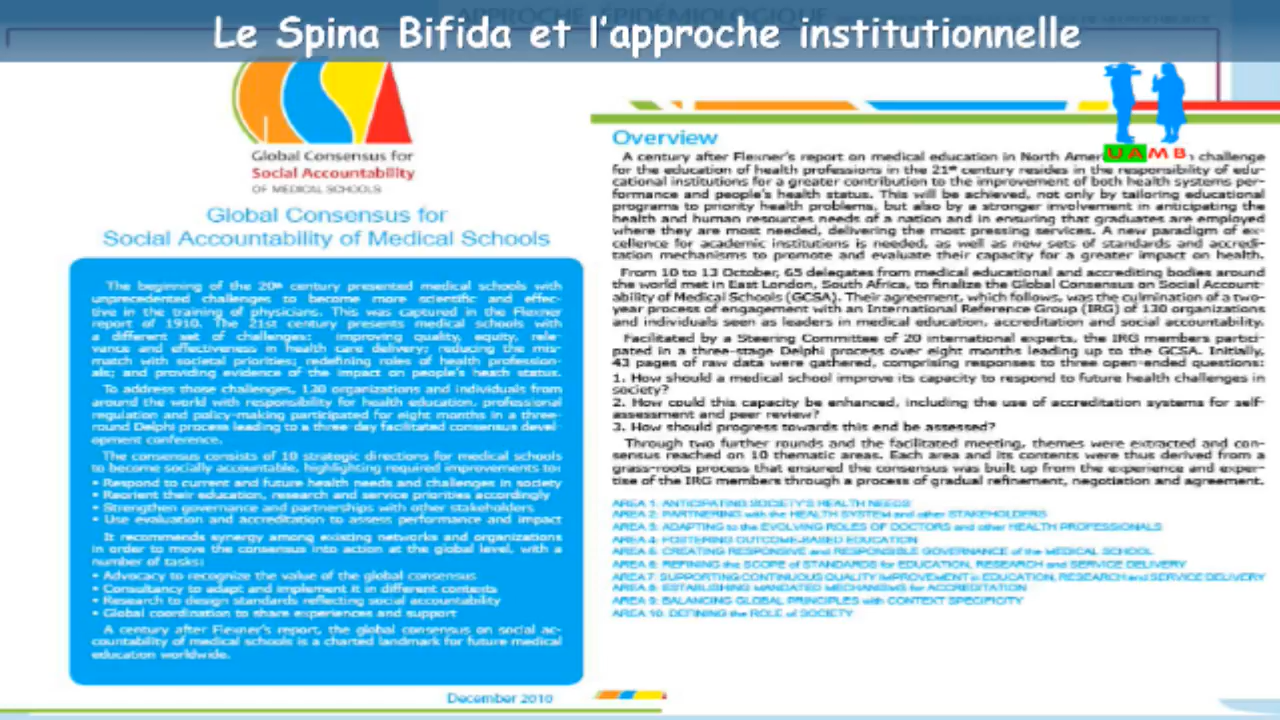 Le Spina Bifida et l'approche institutionnelle
Global Consensus for
Social Accountability
OF MEDICAL SCHOOLS
Global Consensus for
Social Accountability of Medical Schools
The beginning of the 20th century presented medical schools with
unprecedented challenges to become more scientific and effec-
tive in the training of physicians. This was captured in the Flexner
report of 1910. The 21st century presents medical schools with
a different set of challenges: improving quality, equity, rele-
vance and effectiveness in health care delivery; reducing the mis-
match with societal priorities; redefining roles of health profession-
als; and providing evidence of the impact on people's heath status.
To address those challenges, 130 organizations and individuals from
around the world with responsibility for health education, professional
regulation and policy-making participated for eight months in a three-
round Delphi process leading to a three-day facilitated consensus devel-
opment conference.
The consensus consists of 10 strategic directions for medical schools
to become socially accountable, highlighting required improvements to:
• Respond to current and future health needs and challenges in society
• Reorient their education, research and service priorities accordingly
• Strengthen governance and partnerships with other stakeholders
• Use evaluation and accreditation to assess performance and impact
It recommends synergy among existing networks and organizations
in order to move the consensus into action at the global level, with a
number of tasks:
• Advocacy to recognize the value of the global consensus
• Consultancy to adapt and implement it in different contexts
• Research to design standards reflecting social accountability
• Global coordination to share experiences and support
A century after Flexner's report, the global consensus on social ac-
countability of medical schools is a charted landmark for future medical
education worldwide.
December 2010
UAMB
Overview
A century after Flexner's report on medical education in North Amer challenge
for the education of health professions in the 21st century resides in the responsibility of edu-
cational institutions for a greater contribution to the improvement of both health systems per-
formance and people's health status. This will be achieved, not only by tailoring educational
programs to priority health problems, but also by a stronger involvement in anticipating the
health and human resources needs of a nation and in ensuring that graduates are employed
where they are most needed, delivering the most pressing services. A new paradigm of ex-
cellence for academic institutions is needed, as well as new sets of standards and accredi-
tation mechanisms to promote and evaluate their capacity for a greater impact on health.
From 10 to 13 October, 65 delegates from medical educational and accrediting bodies around
the world met in East London, South Africa, to finalize the Global Consensus on Social Account-
ability of Medical Schools (GCSA). Their agreement, which follows, was the culmination of a two-
year process of engagement with an International Reference Group (IRG) of 130 organizations
and individuals seen as leaders in medical education, accreditation and social accountability.
Facilitated by a Steering Committee of 20 international experts, the IRG members partici-
pated in a three-stage Delphi process over eight months leading up to the GCSA. Initially,
43 pages of raw data were gathered, comprising responses to three open-ended questions:
1. How should a medical school improve its capacity to respond to future health challenges in
society?
2. How could this capacity be enhanced, including the use of accreditation systems for self-
assessment and peer review?
3. How should progress towards this end be assessed?
Through two further rounds and the facilitated meeting, themes were extracted and con-
sensus reached on 10 thematic areas. Each area and its contents were thus derived from a
grass-roots process that ensured the consensus was built up from the experience and exper-
tise of the IRG members through a process of gradual refinement, negotiation and agreement.
AREA 1: ANTICIPATING SOCIETY'S HEALTH NEEDS
AREA 2: PARTNERING with the HEALTH SYSTEM and other STAKEHOLDERS
AREA 3: ADAPTING to the EVOLVING ROLES OF DOCTORS and other HEALTH PROFESSIONALS
AREA 4: FOSTERING OUTCOME-BASED EDUCATION
AREA 5: CREATING RESPONSIVE and RESPONSIBLE GOVERNANCE of the MEDICAL SCHOOL
AREA 6: REFINING the SCOPE of STANDARDS for EDUCATION, RESEARCH and SERVICE DELIVERY
AREA 7: SUPPORTING CONTINUOUS QUALITY IMPROVEMENT in EDUCATION, RESEARCH and SERVICE DELIVERY
AREA 8: ESTABLISHING MANDATED MECHANISMS for ACCREDITATION
AREA 9: BALANCING GLOBAL PRINCIPLES with CONTEXT SPECIFICITY
AREA 10: DEFINING the ROLE of SOCIETY